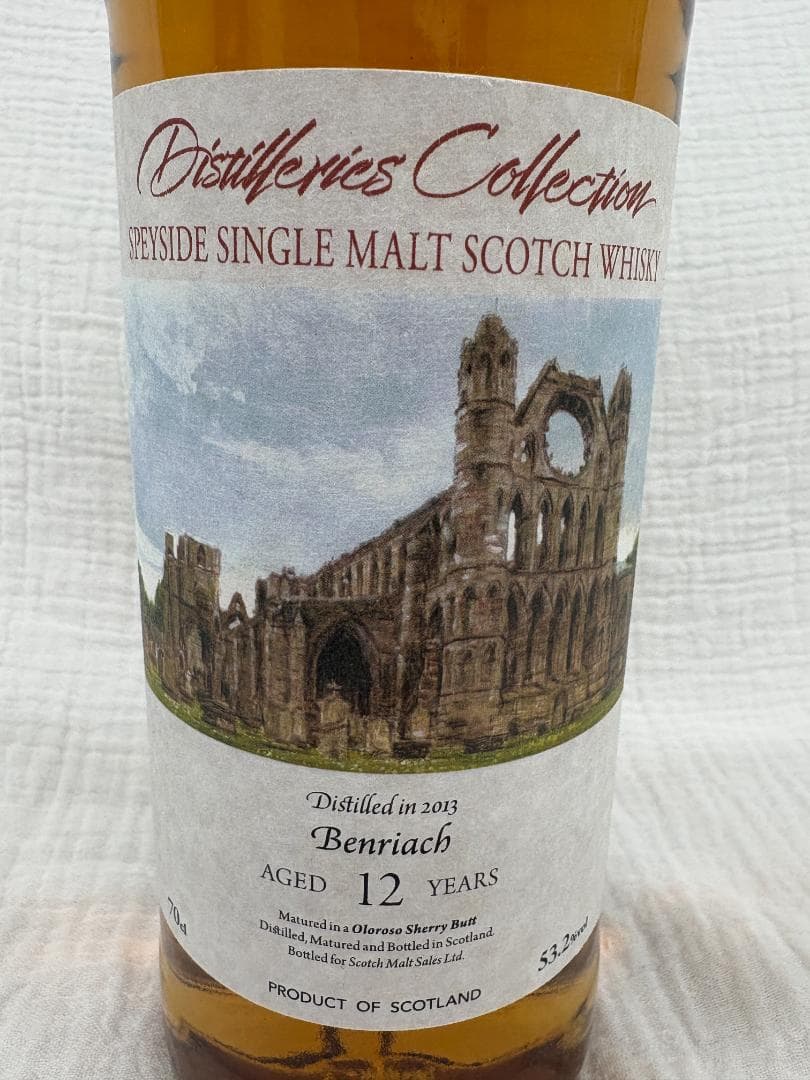 Distilleries Collection
SPEYSIDE SINGLE MALT SCOTCH WHISKY
Distilled in 2013
Benriach
AGED 12 YEARS
Matured in a Oloroso Sherry Butt
Distilled, Matured and Bottled in Scotland.
Bottled for Scotch Malt Sales Ltd.
70cl
53.2%vol
PRODUCT OF SCOTLAND